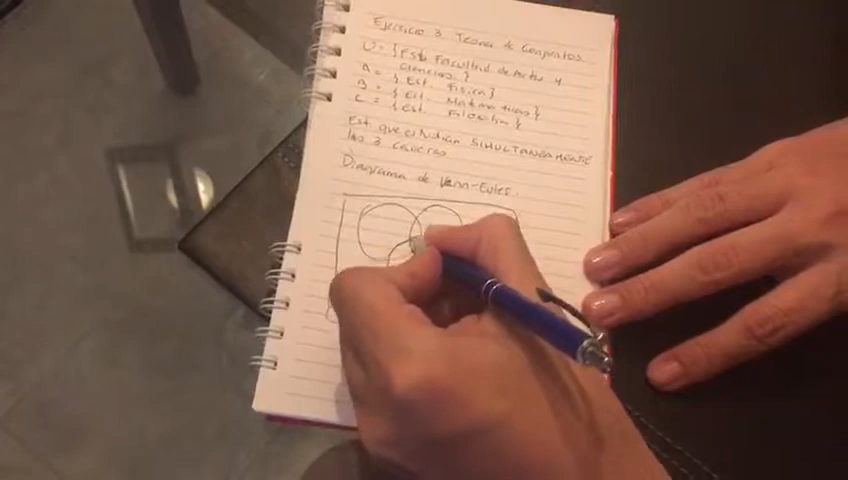 Ejercicio 3. Teoria de Conjuntos.
U = { Est. Facultad de Artes y
Ciencias. }
A = { Est. Fisica }
B = { Est. Matematicas }
C = { Est. Filosofia }
Est. que estudian SIMULTANEAMENTE
las 3 carreras
Diagrama de Venn-Euler.